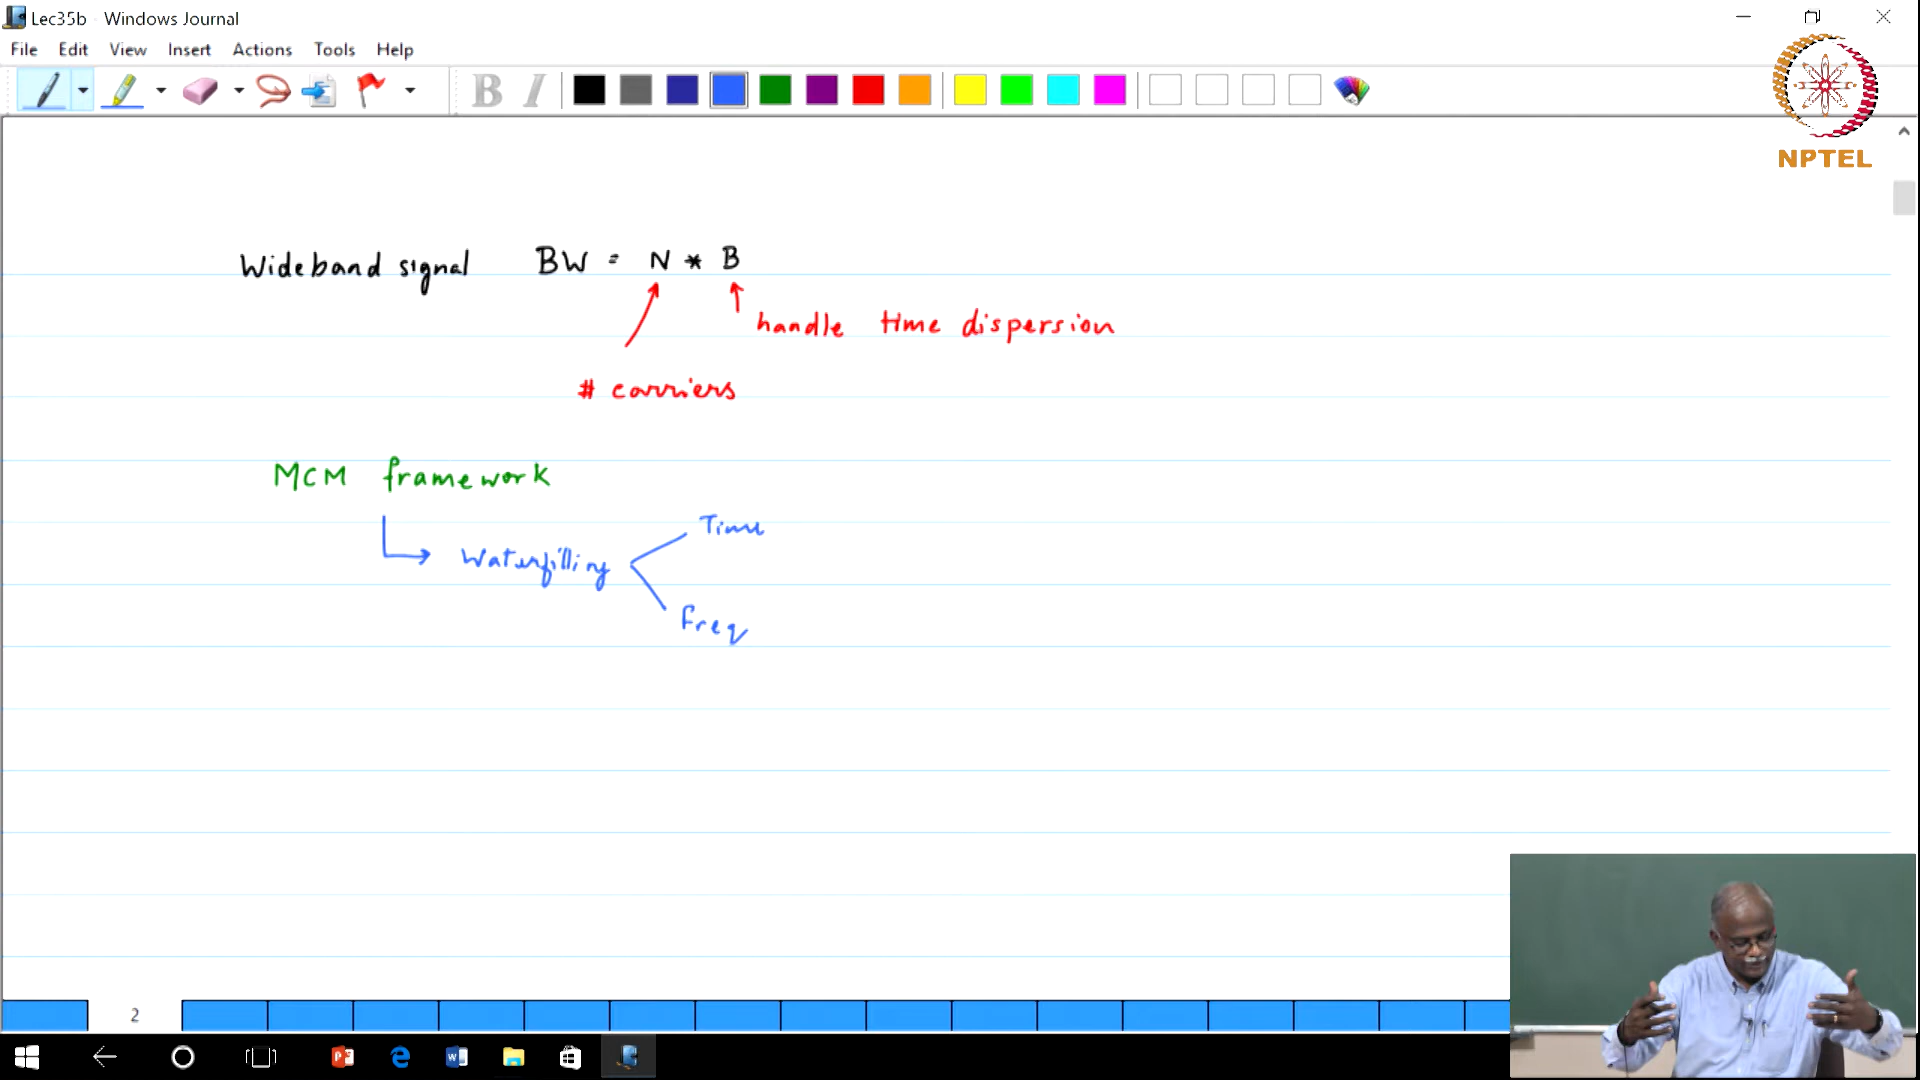 Lec35b - Windows Journal
File Edit View Insert Actions Tools Help
B I
NPTEL
Wideband signal BW = N * B
handle time dispersion
# carriers
MCM framework
Waterfilling
Time
Freq
2